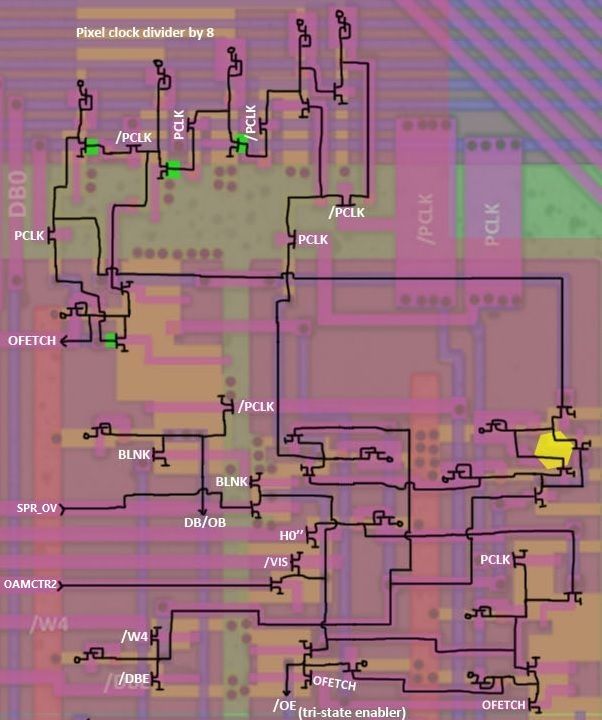 Pixel clock divider by 8
/PCLK
PCLK
/PCLK
DB0
/PCLK
PCLK
PCLK
/PCLK
PCLK
OFETCH
/PCLK
BLNK
BLNK
SPR_OV
DB/OB
H0''
PCLK
/VIS
OAMCTR2
/W4
/W4
/DBE
/DBE
OFETCH
/OE
(tri-state enabler)
OFETCH